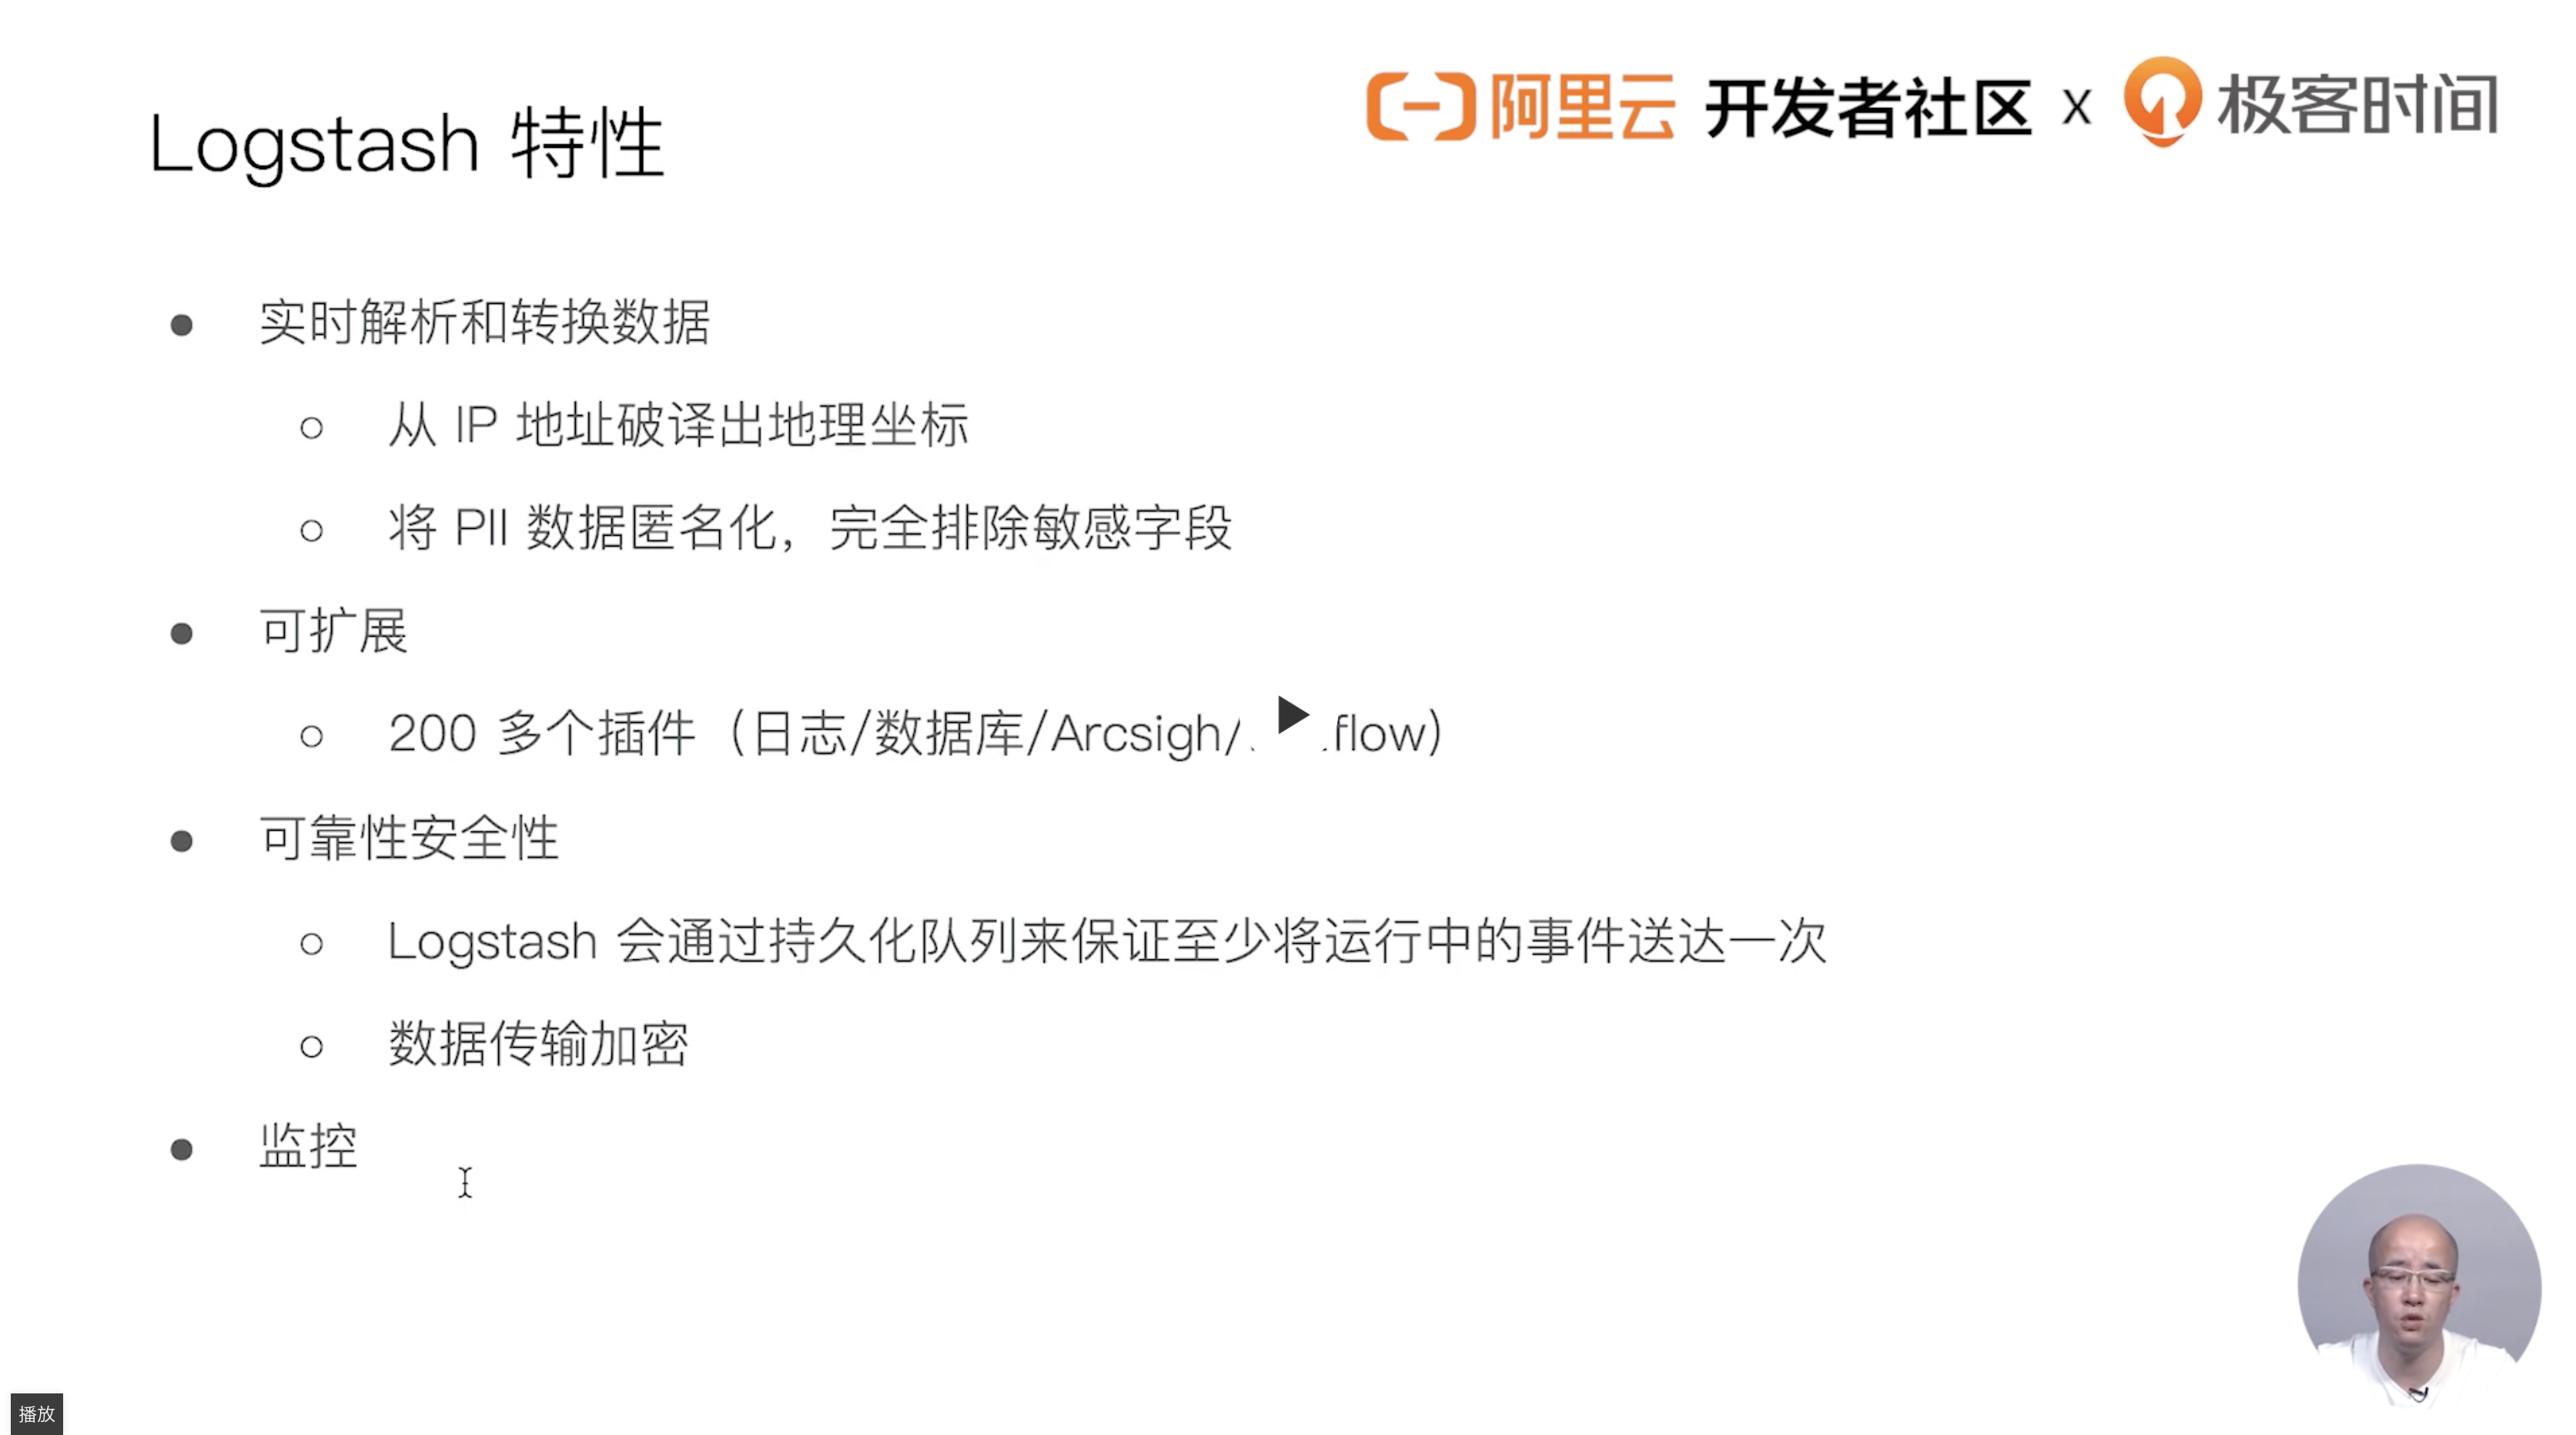 阿里云 开发者社区 X 极客时间
Logstash 特性
实时解析和转换数据
从 IP 地址破译出地理坐标
将 PII 数据匿名化，完全排除敏感字段
可扩展
200 多个插件（日志/数据库/Arcsigh/ flow）
可靠性安全性
Logstash 会通过持久化队列来保证至少将运行中的事件送达一次
数据传输加密
监控
播放